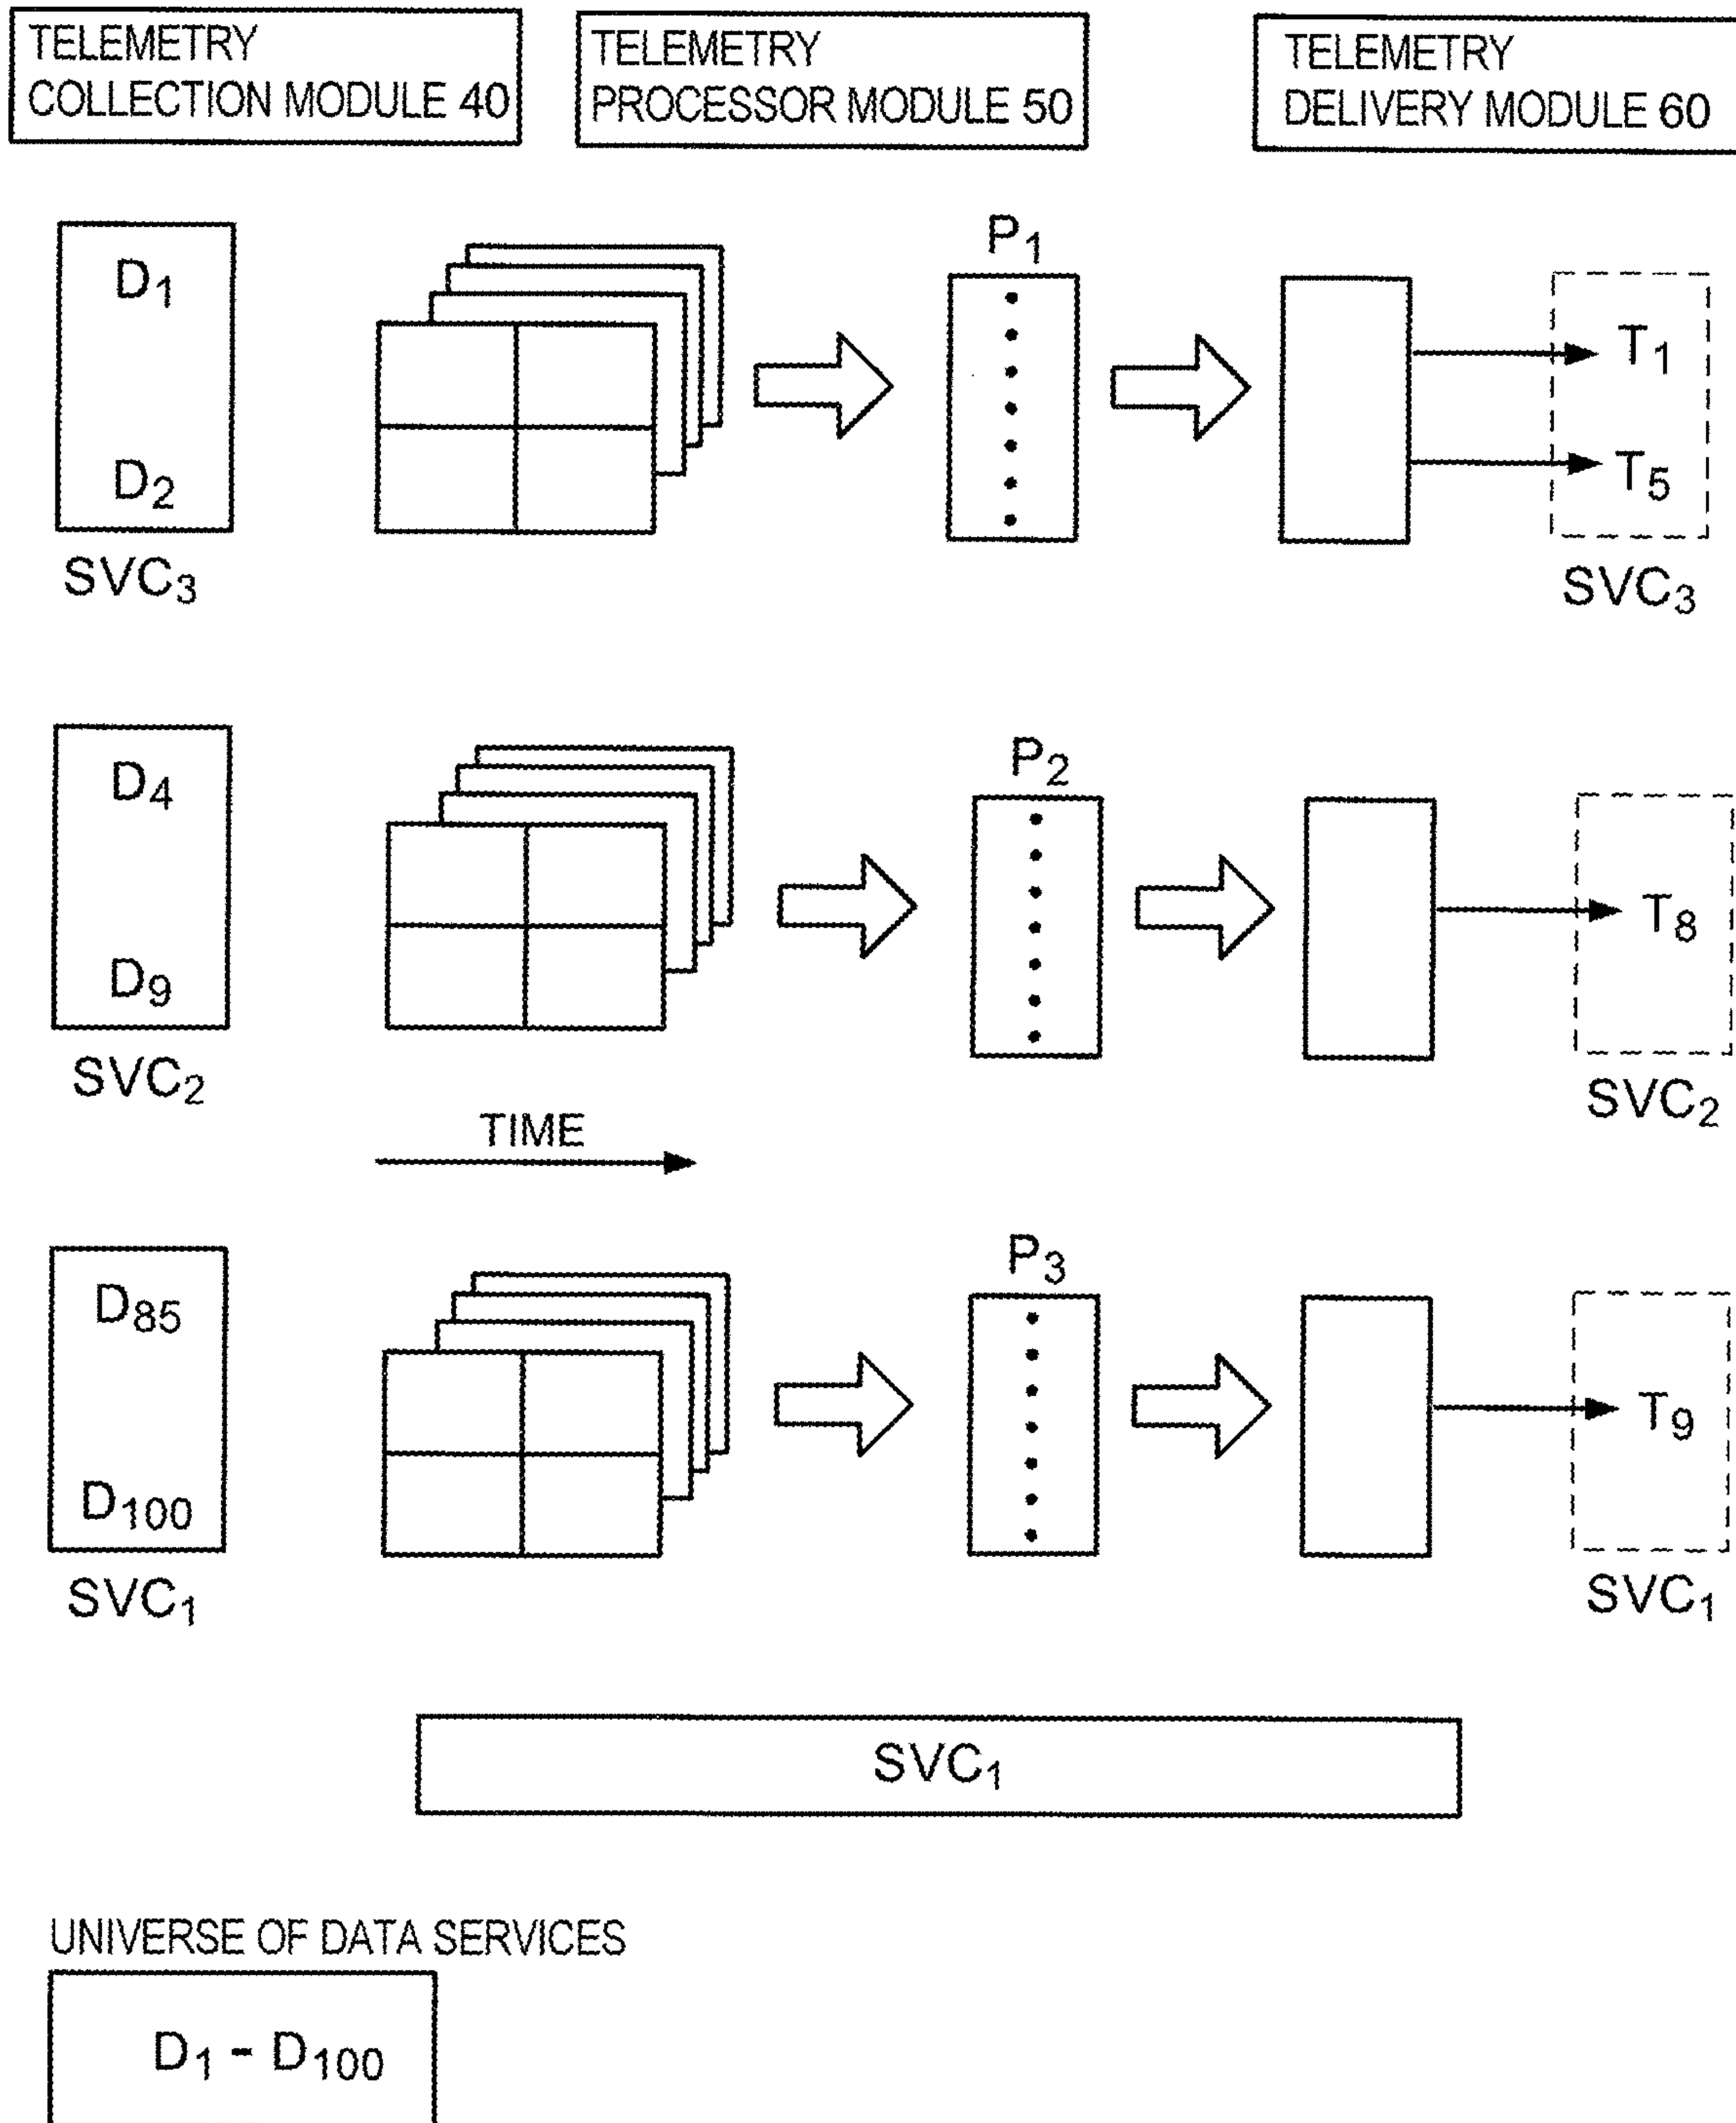 TELEMETRY
COLLECTION MODULE 40
TELEMETRY
PROCESSOR MODULE 50
TELEMETRY
DELIVERY MODULE 60
D₁
D₂
SVC₃
P₁
T₁
T₅
SVC₃
D₄
D₉
SVC₂
P₂
T₈
SVC₂
TIME
D₈₅
D₁₀₀
SVC₁
P₃
T₉
SVC₁
SVC₁
UNIVERSE OF DATA SERVICES
D₁ - D₁₀₀